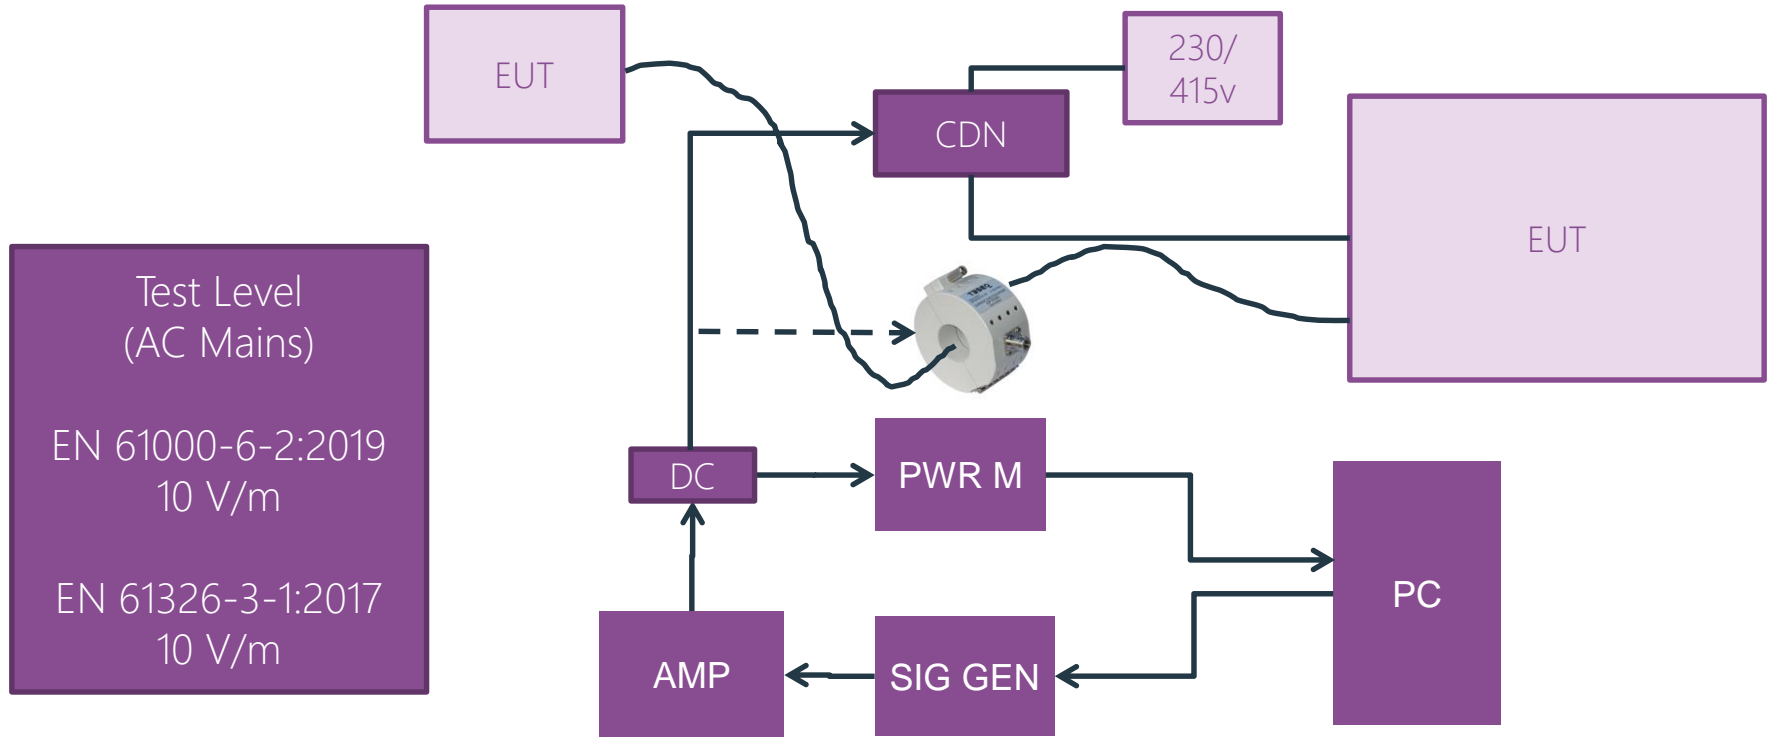 EUT
230/
415v
CDN
EUT
Test Level
(AC Mains)
EN 61000-6-2:2019
10 V/m
EN 61326-3-1:2017
10 V/m
DC
PWR M
PC
AMP
SIG GEN